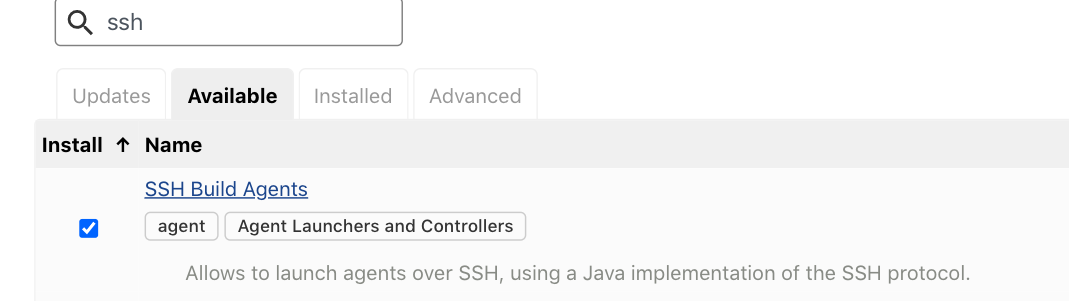 ssh
Updates Available Installed Advanced
Install ↑ Name
SSH Build Agents
agent Agent Launchers and Controllers
Allows to launch agents over SSH, using a Java implementation of the SSH protocol.